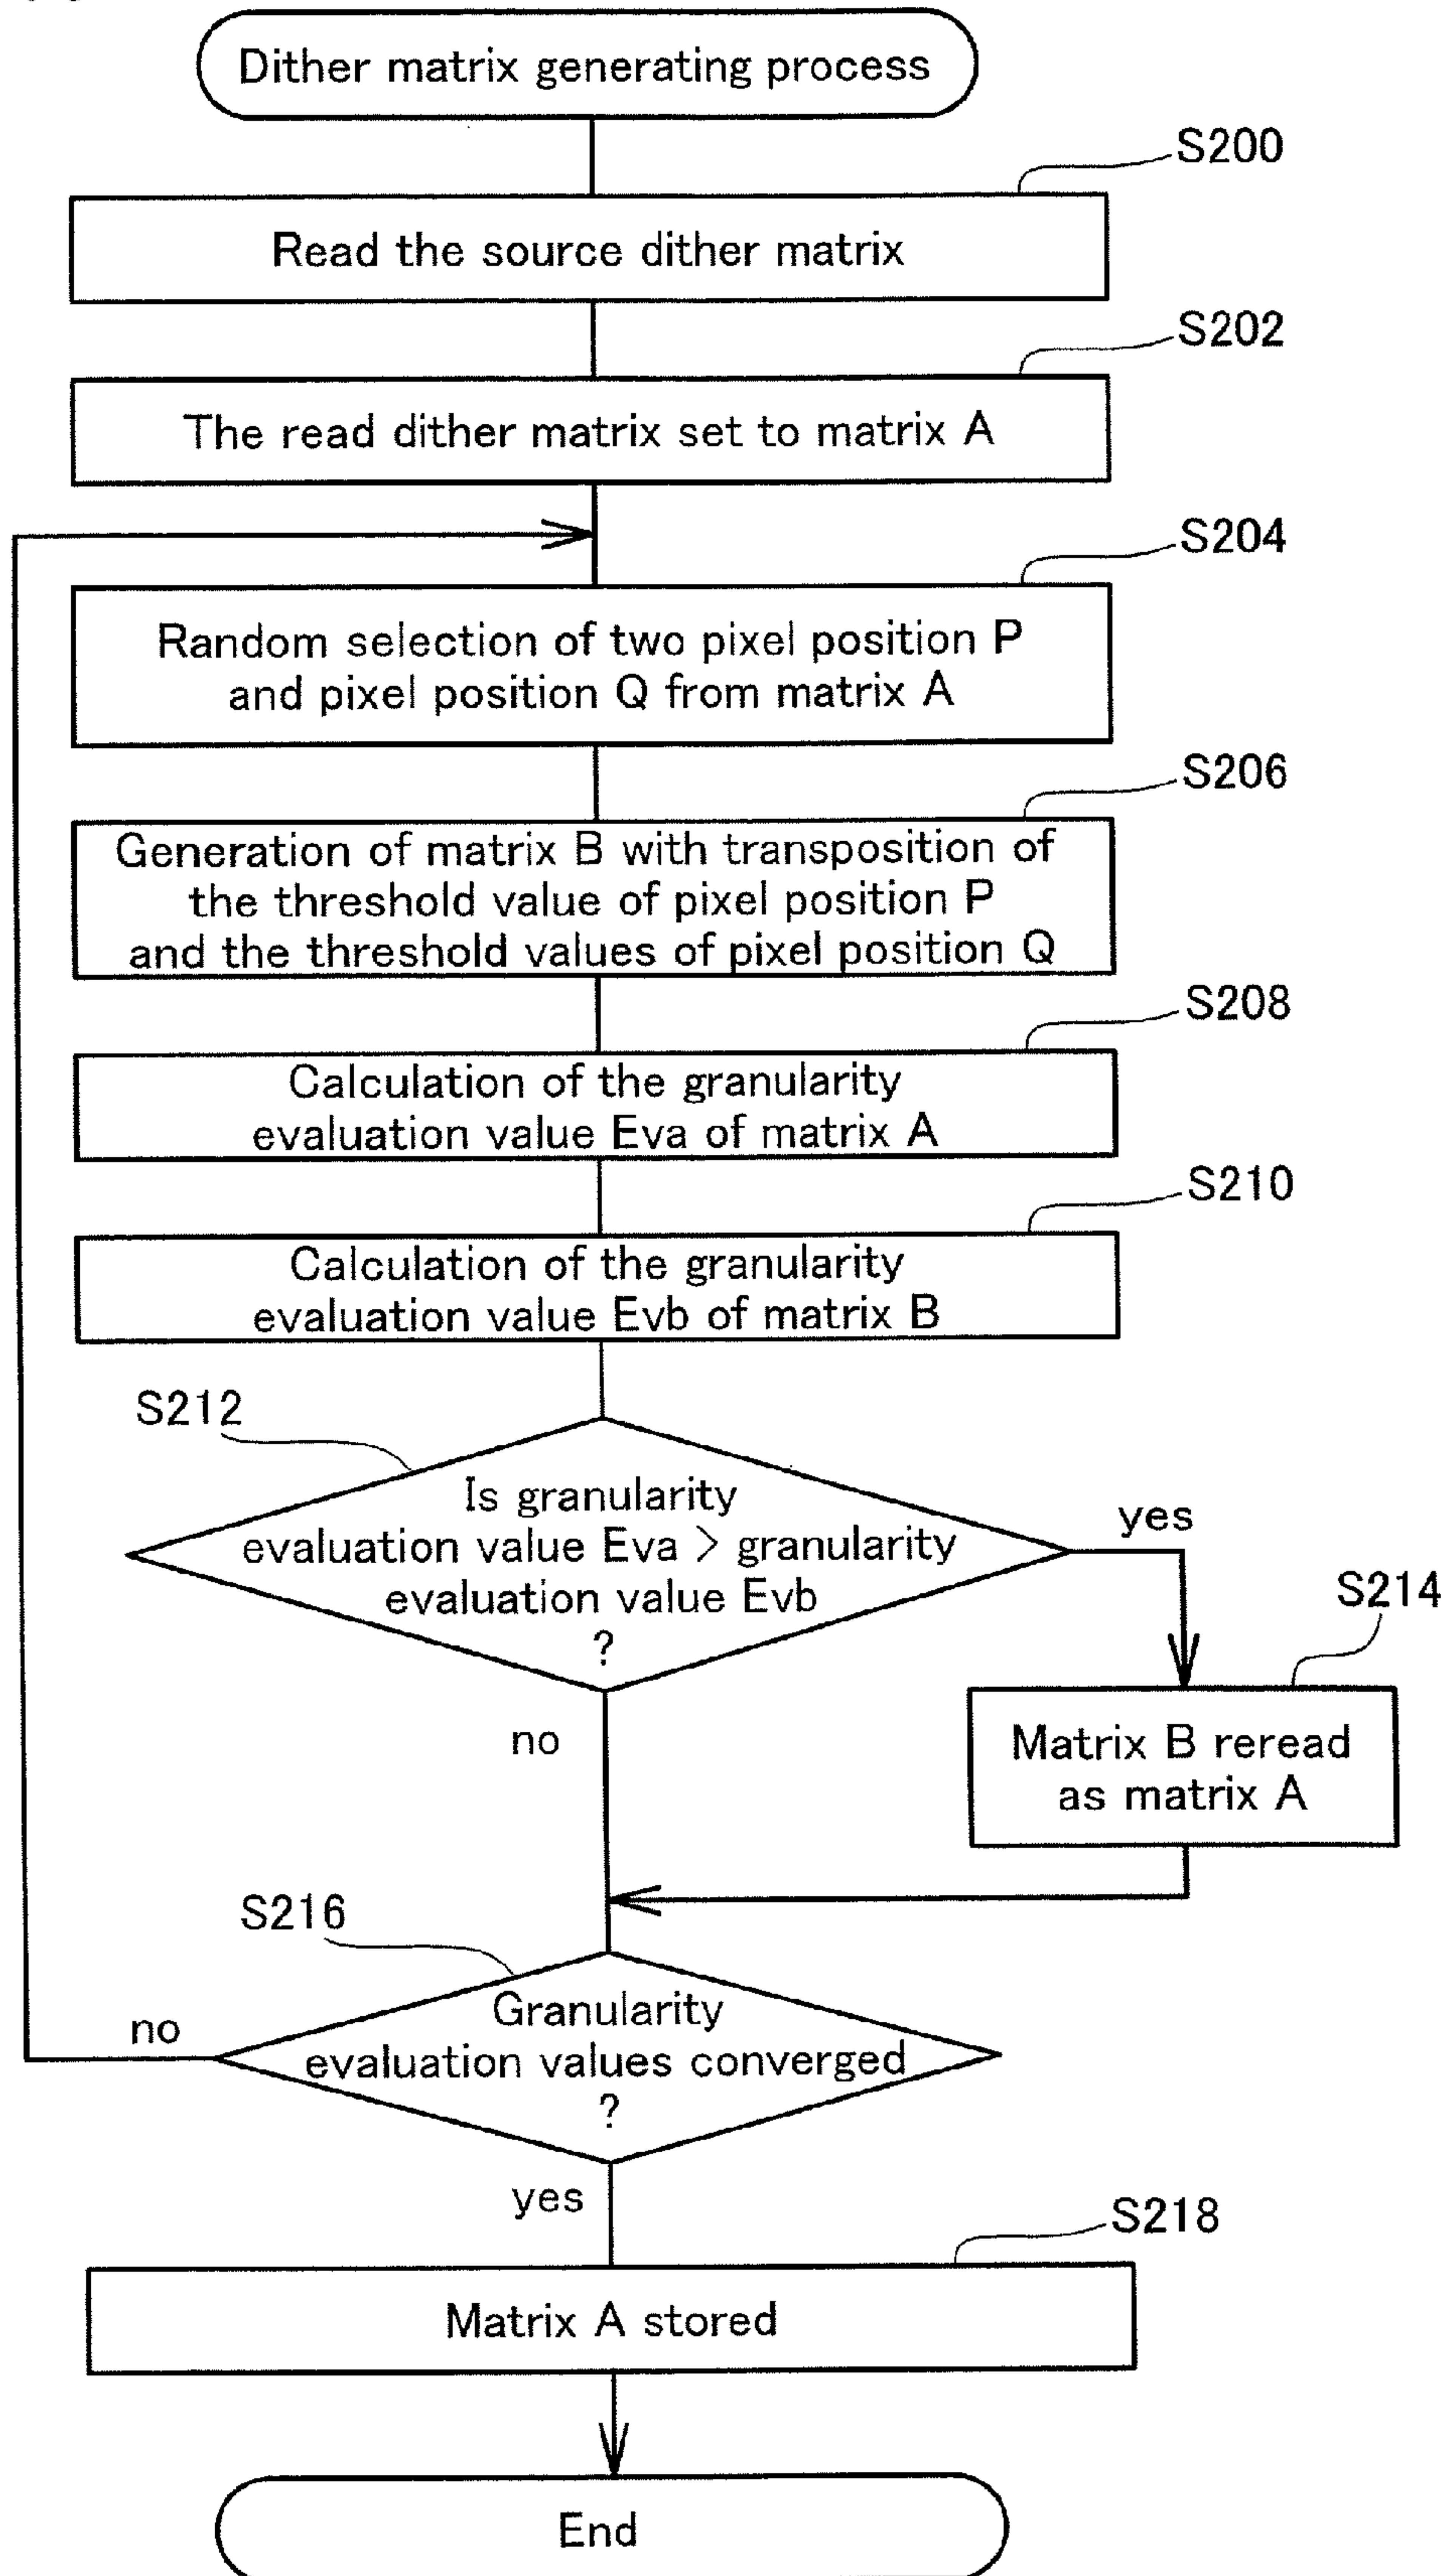 Dither matrix generating process
S200
Read the source dither matrix
S202
The read dither matrix set to matrix A
S204
Random selection of two pixel position P
and pixel position Q from matrix A
S206
Generation of matrix B with transposition of
the threshold value of pixel position P
and the threshold values of pixel position Q
S208
Calculation of the granularity
evaluation value Eva of matrix A
S210
Calculation of the granularity
evaluation value Evb of matrix B
S212
Is granularity
evaluation value Eva > granularity
evaluation value Evb
?
yes
S214
Matrix B reread
as matrix A
no
S216
Granularity
evaluation values converged
?
no
yes
S218
Matrix A stored
End